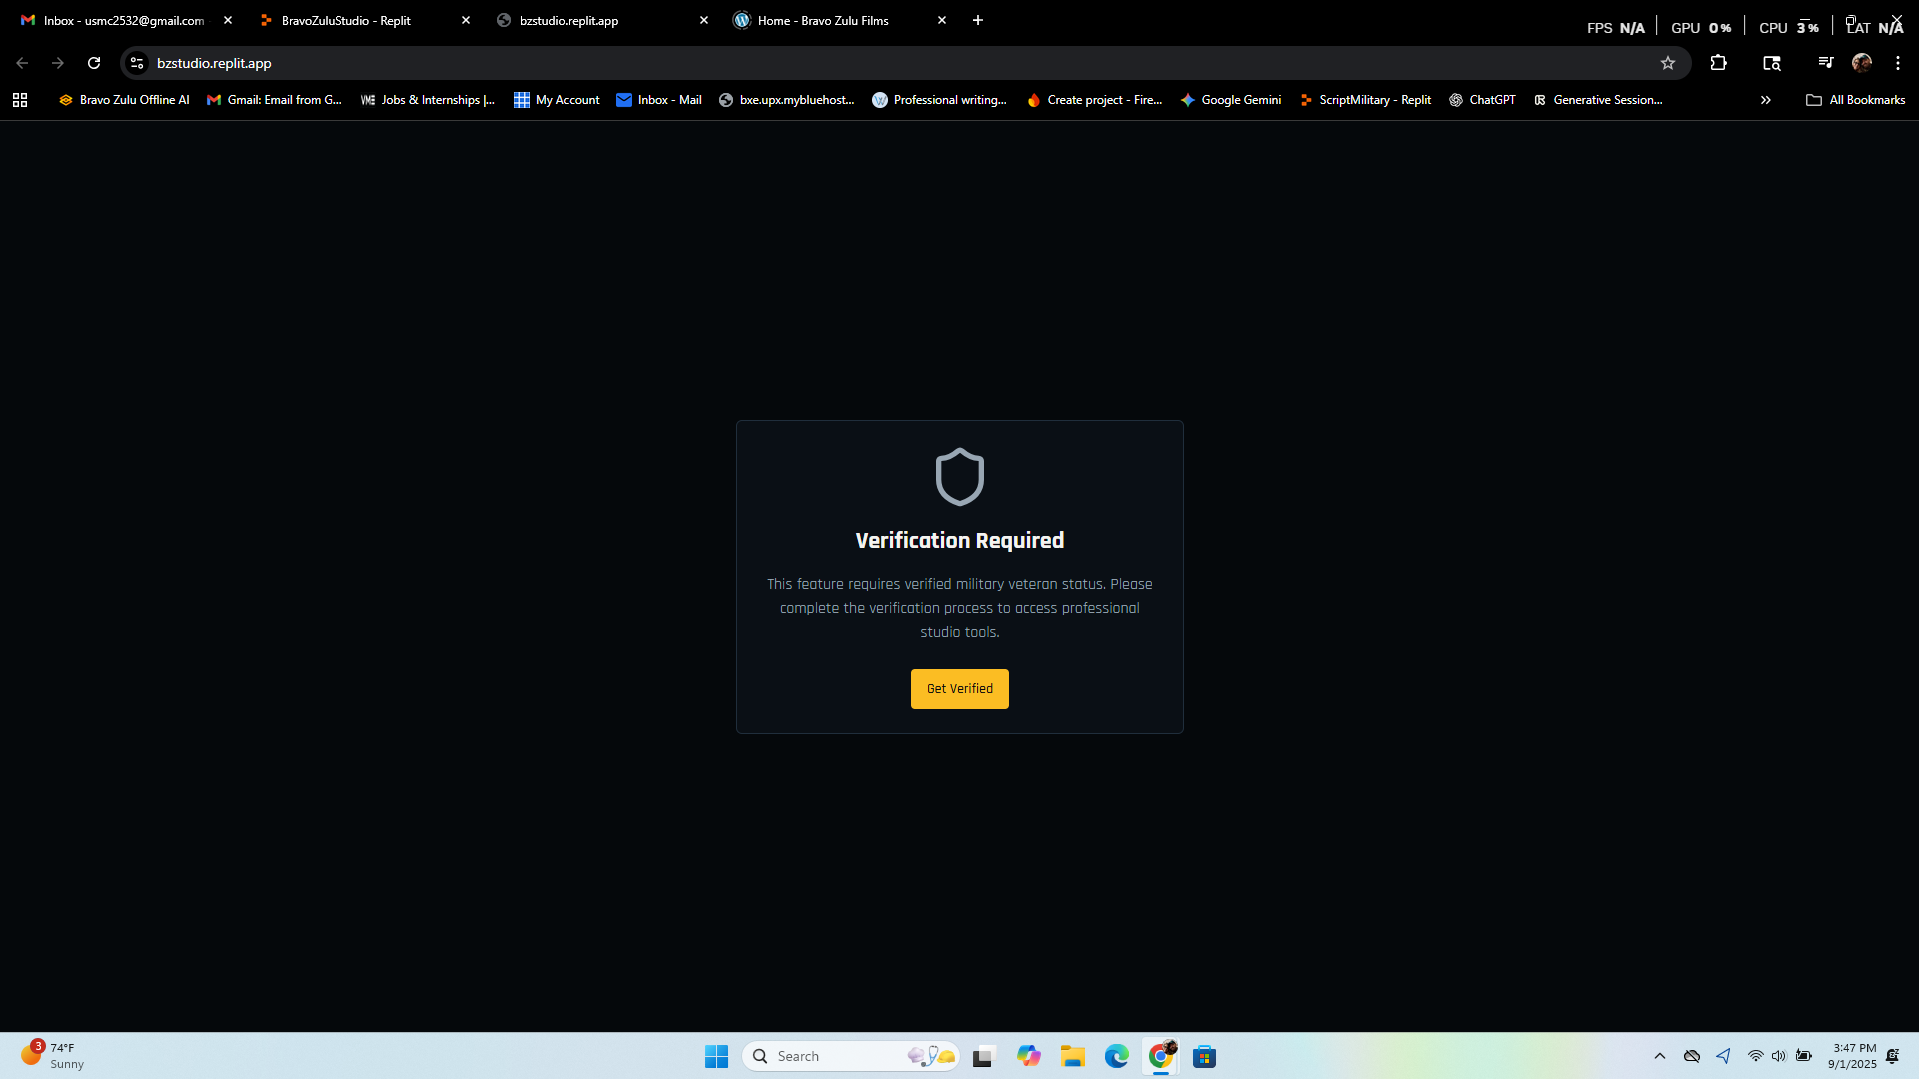 Inbox - usmc2532@gmail.com
BravoZuluStudio - Replit
bzstudio.replit.app
Home - Bravo Zulu Films
FPS N/A GPU 0% CPU 3% LAT N/A
bzstudio.replit.app
Bravo Zulu Offline AI
Gmail: Email from G...
Jobs & Internships |...
My Account
Inbox - Mail
bxe.upx.mybluehost...
Professional writing...
Create project - Fire...
Google Gemini
ScriptMilitary - Replit
ChatGPT
Generative Session...
All Bookmarks
Verification Required
This feature requires verified military veteran status. Please
complete the verification process to access professional
studio tools.
Get Verified
3
74°F
Sunny
Search
3:47 PM
9/1/2025